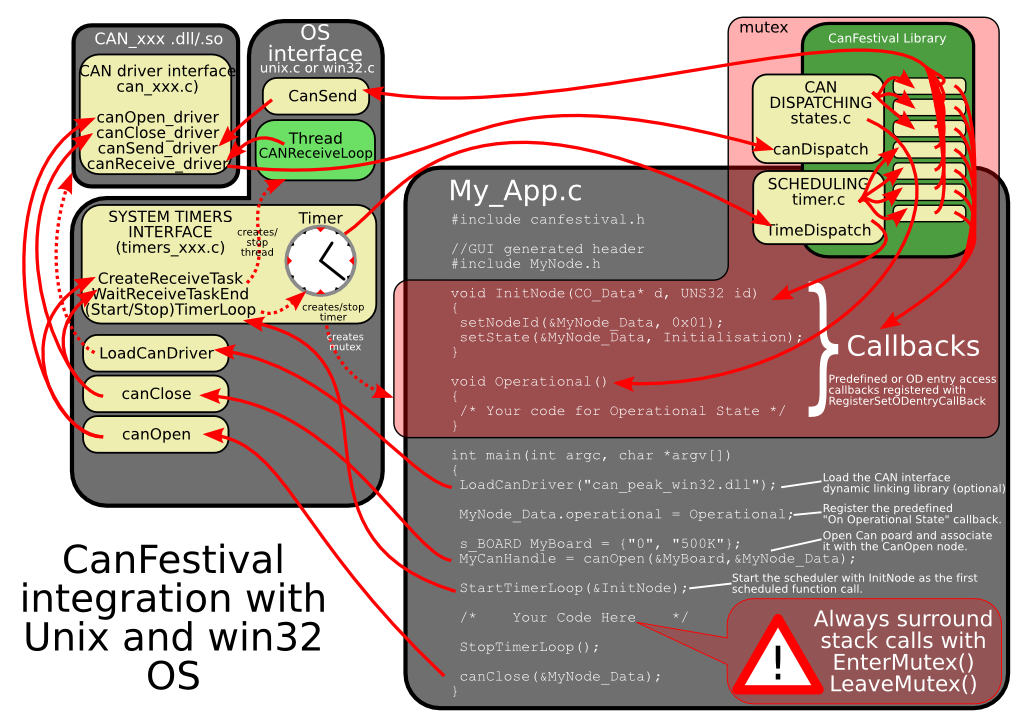 CAN_xxx .dll/.so
CAN driver interface
can_xxx.c)
canOpen_driver
canClose_driver
canSend_driver
canReceive_driver
OS
interface
unix.c or win32.c
CanSend
Thread
CANReceiveLoop
SYSTEM TIMERS
INTERFACE
(timers_xxx.c)
creates/
stop
thread
Timer
CreateReceiveTask
WaitReceiveTaskEnd
(Start/Stop)TimerLoop
creates/stop
timer
creates
mutex
LoadCanDriver
canClose
canOpen
mutex
CanFestival Library
CAN
DISPATCHING
states.c
canDispatch
SCHEDULING
timer.c
TimeDispatch
My_App.c
#include canfestival.h
//GUI generated header
#include MyNode.h
void InitNode(CO_Data* d, UNS32 id)
{
setNodeId(&MyNode_Data, 0x01);
setState(&MyNode_Data, Initialisation);
}
void Operational()
{
/* Your code for Operational State */
}
}
Callbacks
Predefined or OD entry access
callbacks registered with
RegisterSetODentryCallBack
int main(int argc, char *argv[])
{
LoadCanDriver("can_peak_win32.dll");
Load the CAN interface
dynamic linking library (optional)
MyNode_Data.operational = Operational;
Register the predefined
"On Operational State" callback.
s_BOARD MyBoard = {"0", "500K"};
MyCanHandle = canOpen(&MyBoard,&MyNode_Data);
Open Can poard and associate
it with the CanOpen node.
StartTimerLoop(&InitNode);
Start the scheduler with InitNode as the first
scheduled function call.
/* Your Code Here */
StopTimerLoop();
canClose(&MyNode_Data);
}
!
Always surround
stack calls with
EnterMutex()
LeaveMutex()
CanFestival
integration with
Unix and win32
OS